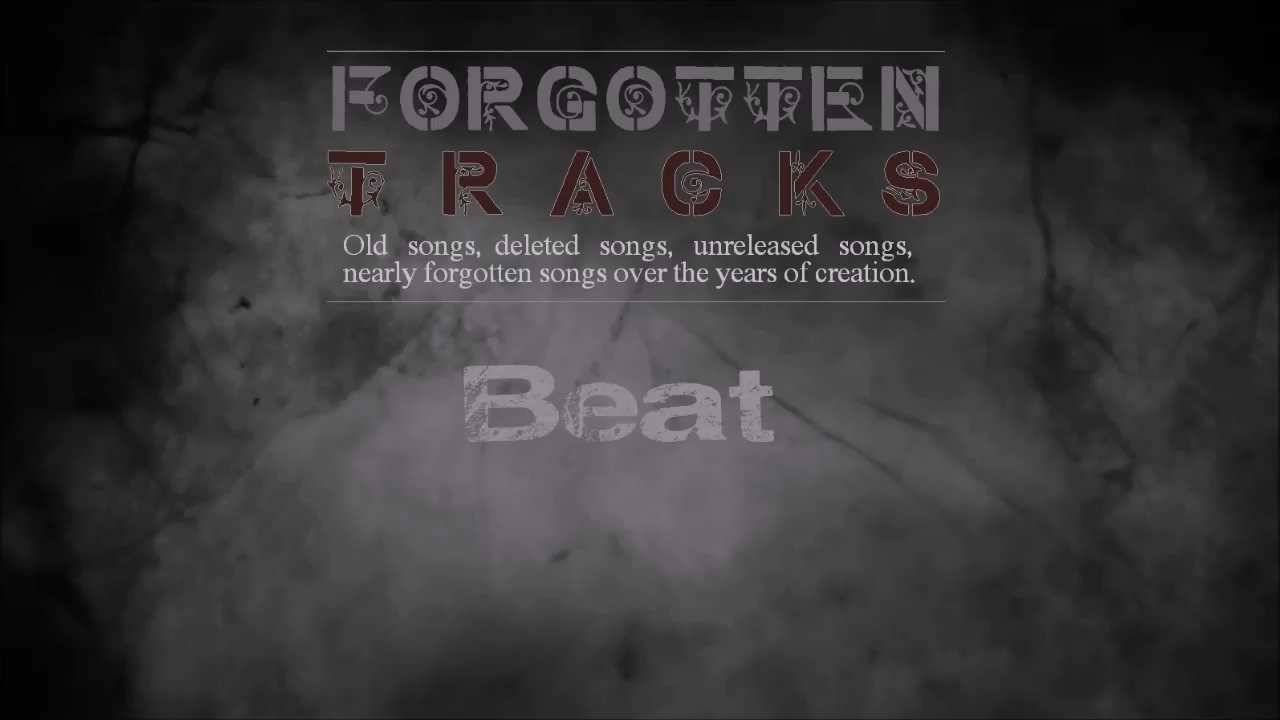 FORGOTTEN
TRACKS
Old songs, deleted songs, unreleased songs,
nearly forgotten songs over the years of creation.
Beat